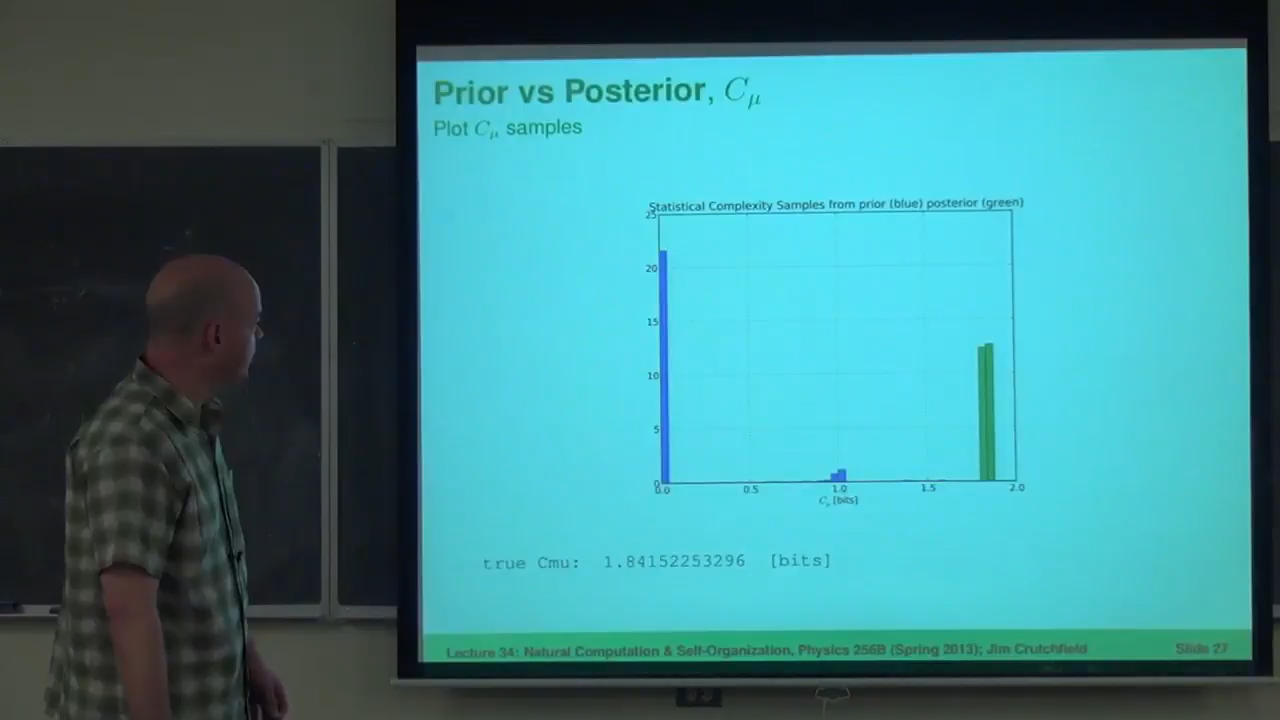 Prior vs Posterior, Cμ
Plot Cμ samples
Statistical Complexity Samples from prior (blue) posterior (green)
25
20
15
10
5
0
0.0 0.5 1.0 1.5 2.0
Cμ [bits]
true Cmu: 1.84152253296 [bits]
Lecture 34: Natural Computation & Self-Organization, Physics 256B (Spring 2013); Jim Crutchfield Slide 27